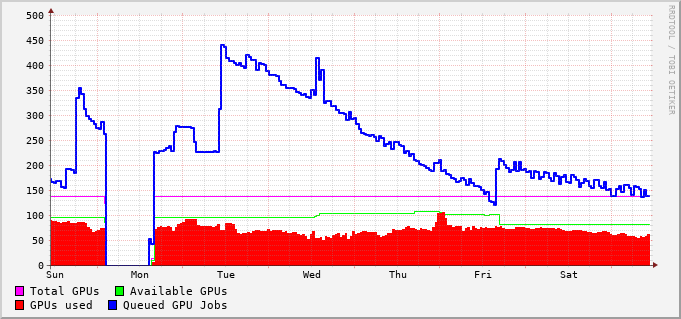 500
450
400
350
300
250
200
150
100
50
0
Sun Mon Tue Wed Thu Fri Sat
Total GPUs Available GPUs
GPUs used Queued GPU Jobs
RRDTOOL / TOBI OETIKER